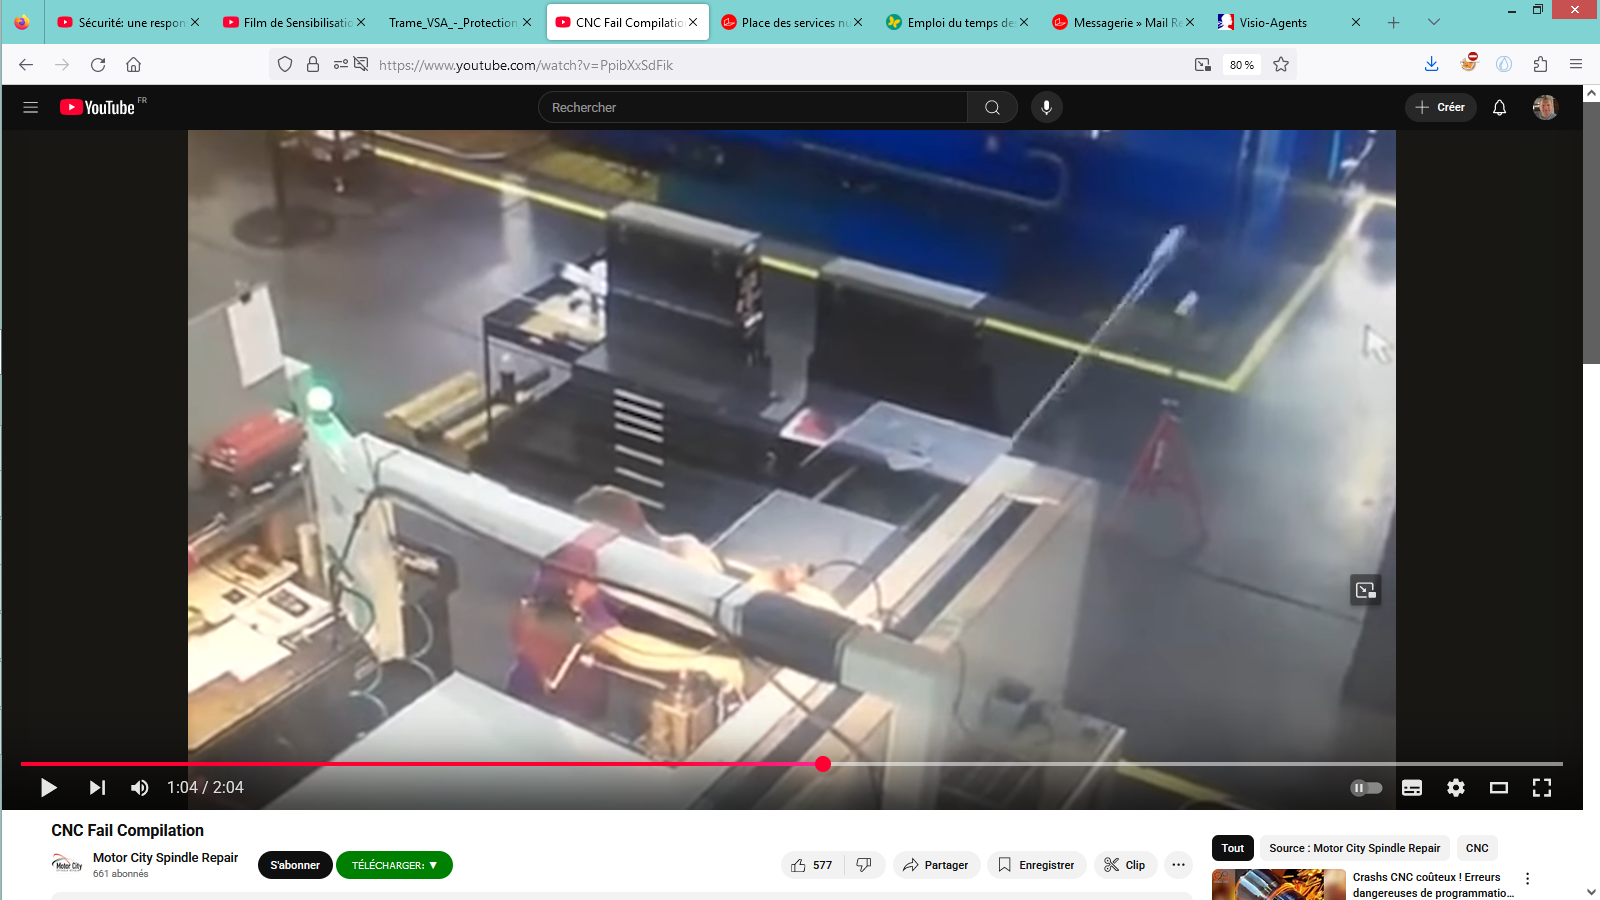 Sécurité: une respon
Film de Sensibilisatio
Trame_VSA_-_Protection
CNC Fail Compilatio
Place des services nu
Emploi du temps de
Messagerie » Mail Re
Visio-Agents
https://www.youtube.com/watch?v=PpibXxSdFik
80 %
YouTube FR
Rechercher
Créer
1:04 / 2:04
CNC Fail Compilation
Motor City Spindle Repair
661 abonnés
S'abonner
TÉLÉCHARGER: ▼
577
Partager
Enregistrer
Clip
Tout
Source : Motor City Spindle Repair
CNC
Crashs CNC coûteux ! Erreurs
dangereuses de programmatio...